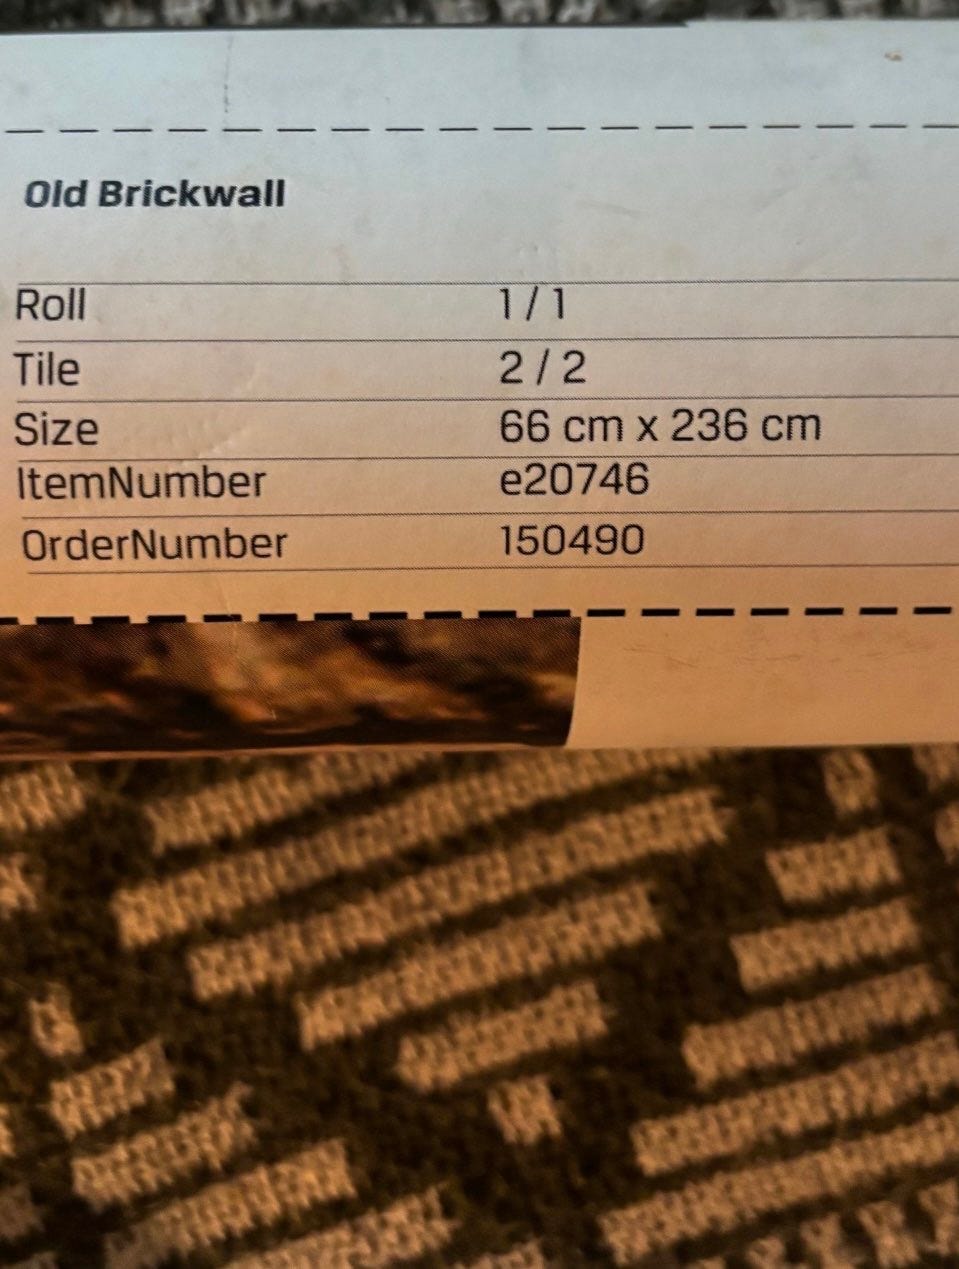 Old Brickwall
Roll 1 / 1
Tile 2 / 2
Size 66 cm x 236 cm
ItemNumber e20746
OrderNumber 150490